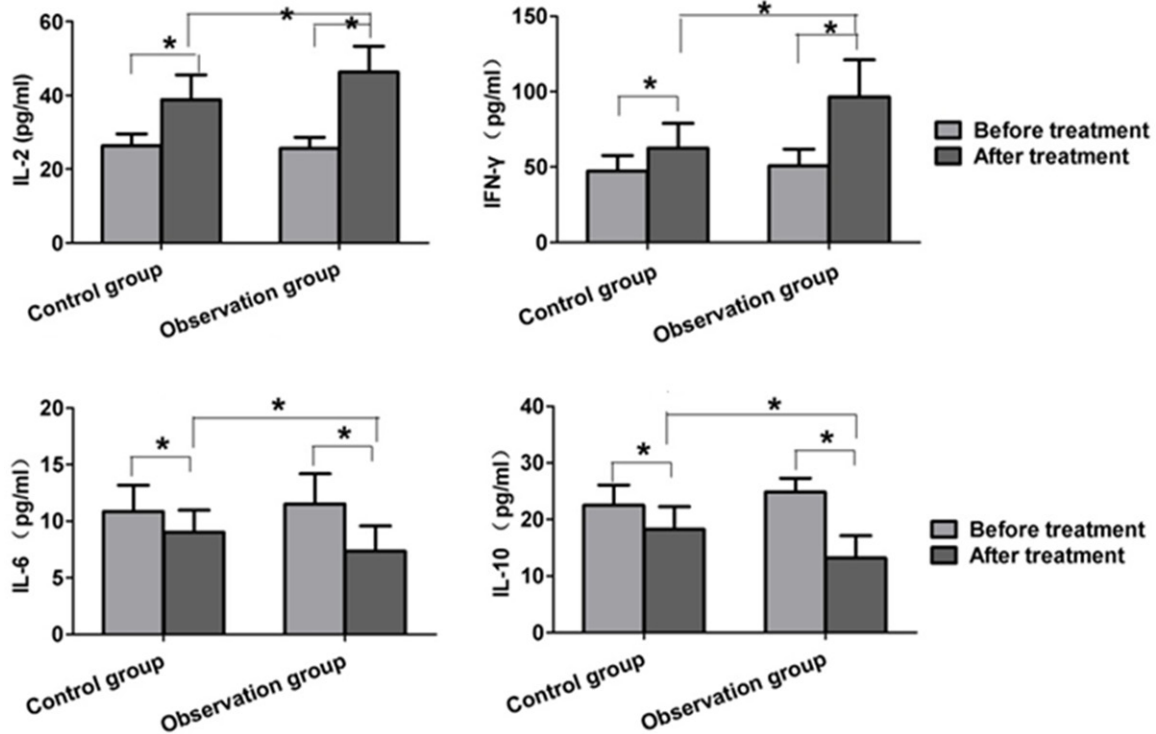 *
*
*
60
40
20
0
IL-2 (pg/ml)
Control group
Observation group
*
*
*
150
100
50
0
IFN-γ （pg/ml）
Control group
Observation group
Before treatment
After treatment
*
*
*
20
15
10
5
0
IL-6 （pg/ml）
Control group
Observation group
*
*
*
40
30
20
10
0
IL-10 （pg/ml）
Control group
Observation group
Before treatment
After treatment